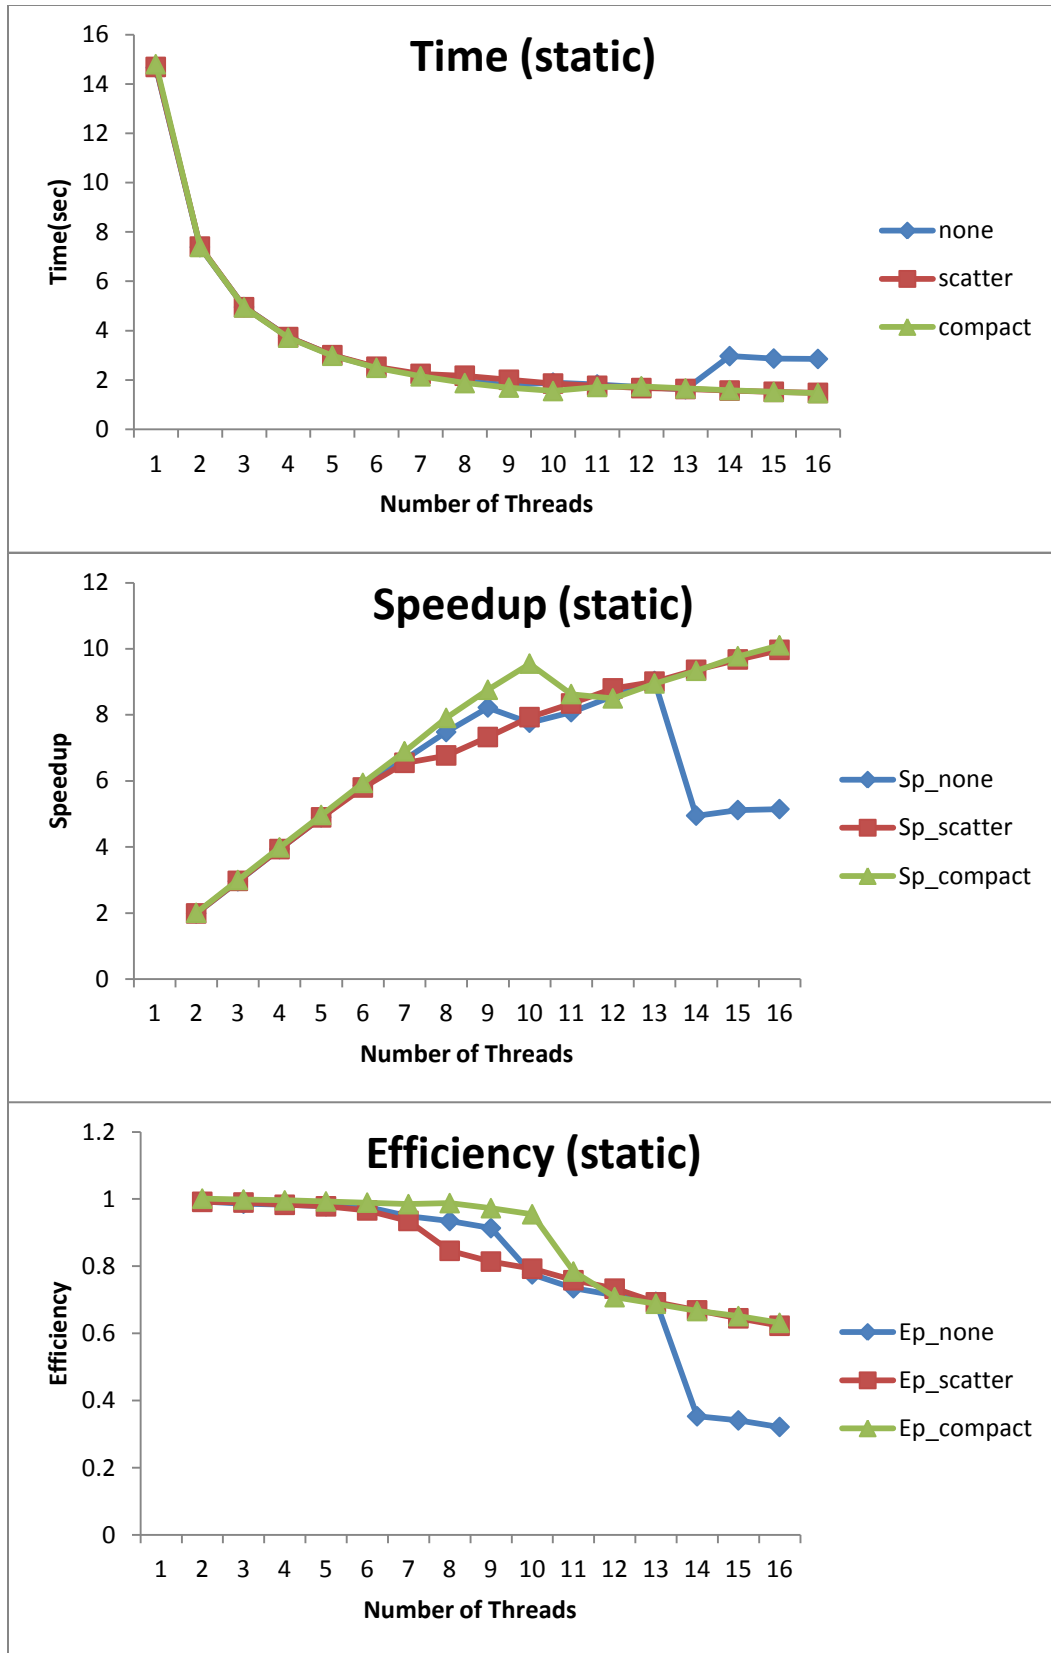 Time (static)
16
14
12
10
8
6
4
2
0
Time(sec)
1 2 3 4 5 6 7 8 9 10 11 12 13 14 15 16
Number of Threads
none
scatter
compact
Speedup (static)
12
10
8
6
4
2
0
Speedup
1 2 3 4 5 6 7 8 9 10 11 12 13 14 15 16
Number of Threads
Sp_none
Sp_scatter
Sp_compact
Efficiency (static)
1.2
1
0.8
0.6
0.4
0.2
0
Efficiency
1 2 3 4 5 6 7 8 9 10 11 12 13 14 15 16
Number of Threads
Ep_none
Ep_scatter
Ep_compact